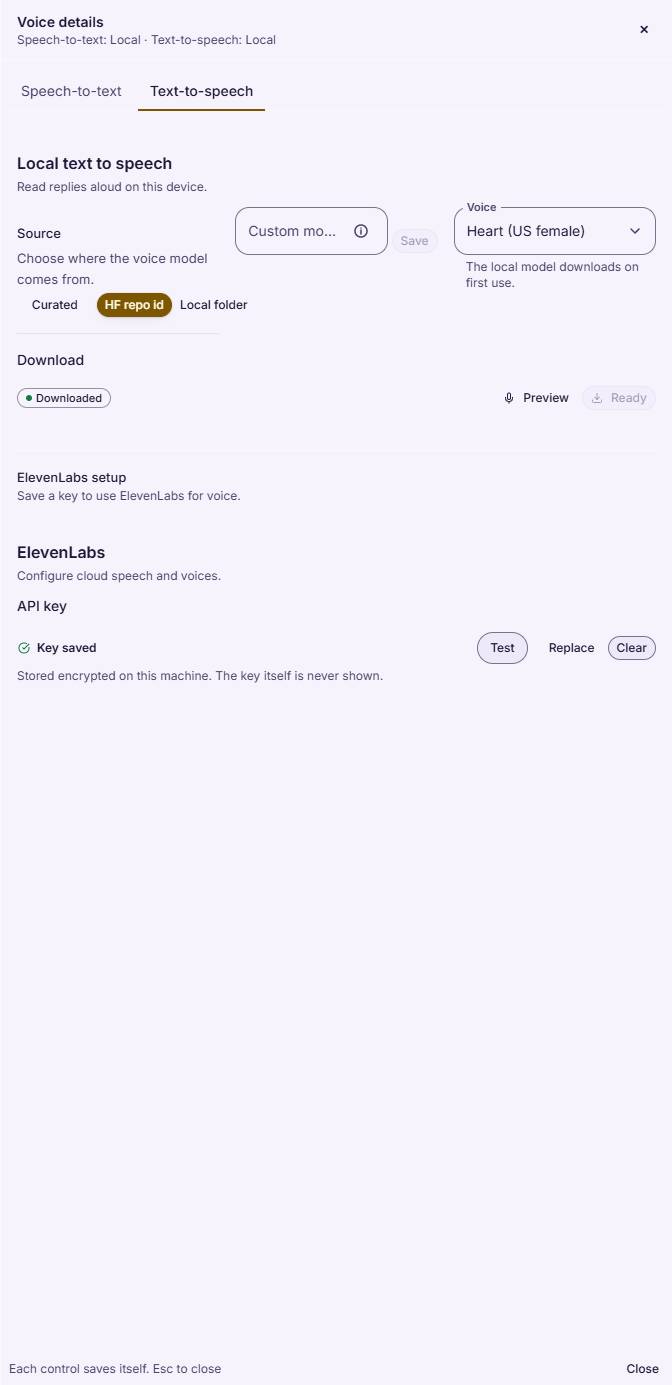 Voice details
Speech-to-text: Local · Text-to-speech: Local
Speech-to-text
Text-to-speech
Local text to speech
Read replies aloud on this device.
Source
Choose where the voice model
comes from.
Curated
HF repo id
Local folder
Custom mo...
Save
Voice
Heart (US female)
The local model downloads on
first use.
Download
Downloaded
Preview
Ready
ElevenLabs setup
Save a key to use ElevenLabs for voice.
ElevenLabs
Configure cloud speech and voices.
API key
Key saved
Test
Replace
Clear
Stored encrypted on this machine. The key itself is never shown.
Each control saves itself. Esc to close
Close